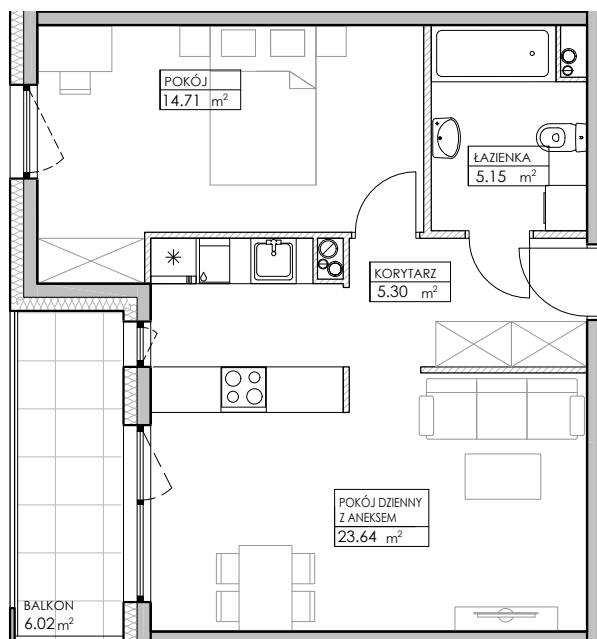 POKÓJ
14.71 m²
ŁAZIENKA
5.15 m²
KORYTARZ
5.30 m²
POKÓJ DZIENNY
Z ANEKSEM
23.64 m²
BALKON
6.02 m²